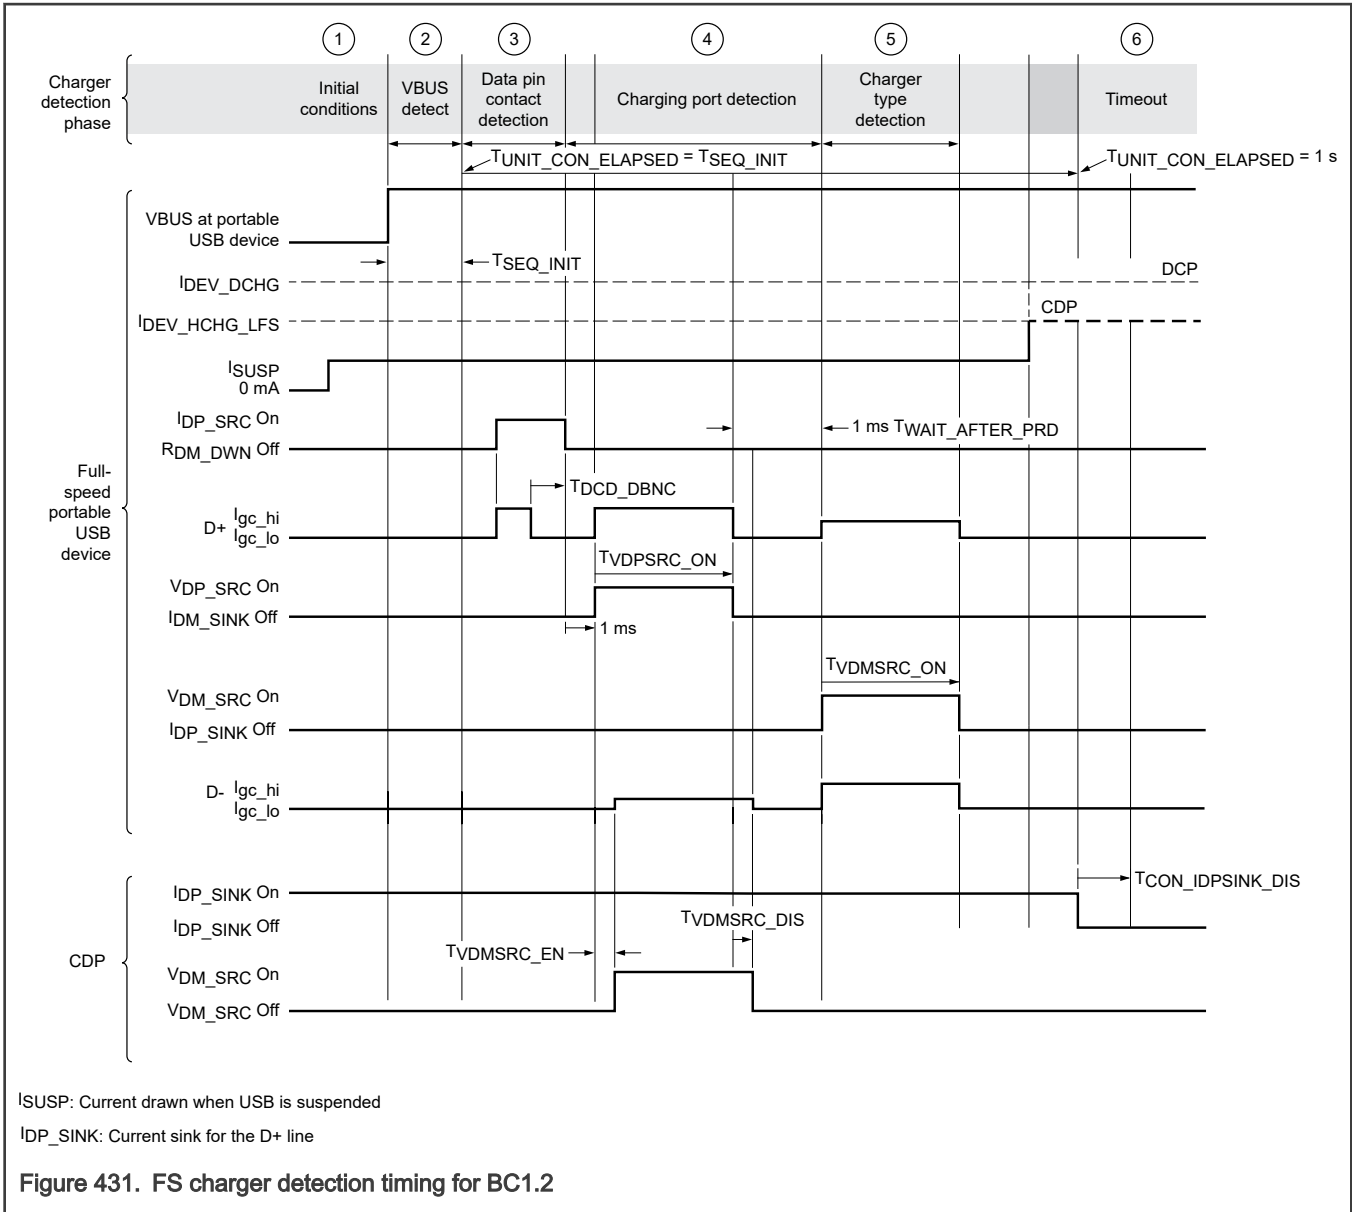 1 2 3 4 5 6
Charger
detection
phase
Initial
conditions
VBUS
detect
Data pin
contact
detection
Charging port detection
Charger
type
detection
Timeout
TUNIT_CON_ELAPSED = TSEQ_INIT
TUNIT_CON_ELAPSED = 1 s
VBUS at portable
USB device
TSEQ_INIT
IDEV_DCHG
DCP
IDEV_HCHG_LFS
CDP
ISUSP
0 mA
IDP_SRC On
RDM_DWN Off
1 ms TWAIT_AFTER_PRD
Full-
speed
portable
USB
device
TDCD_DBNC
D+ Igc_hi
Igc_lo
TVDPSRC_ON
VDP_SRC On
IDM_SINK Off
1 ms
TVDMSRC_ON
VDM_SRC On
IDP_SINK Off
D- Igc_hi
Igc_lo
IDP_SINK On
TCON_IDPSINK_DIS
IDP_SINK Off
TVDMSRC_DIS
TVDMSRC_EN
CDP
VDM_SRC On
VDM_SRC Off
ISUSP: Current drawn when USB is suspended
IDP_SINK: Current sink for the D+ line
Figure 431. FS charger detection timing for BC1.2